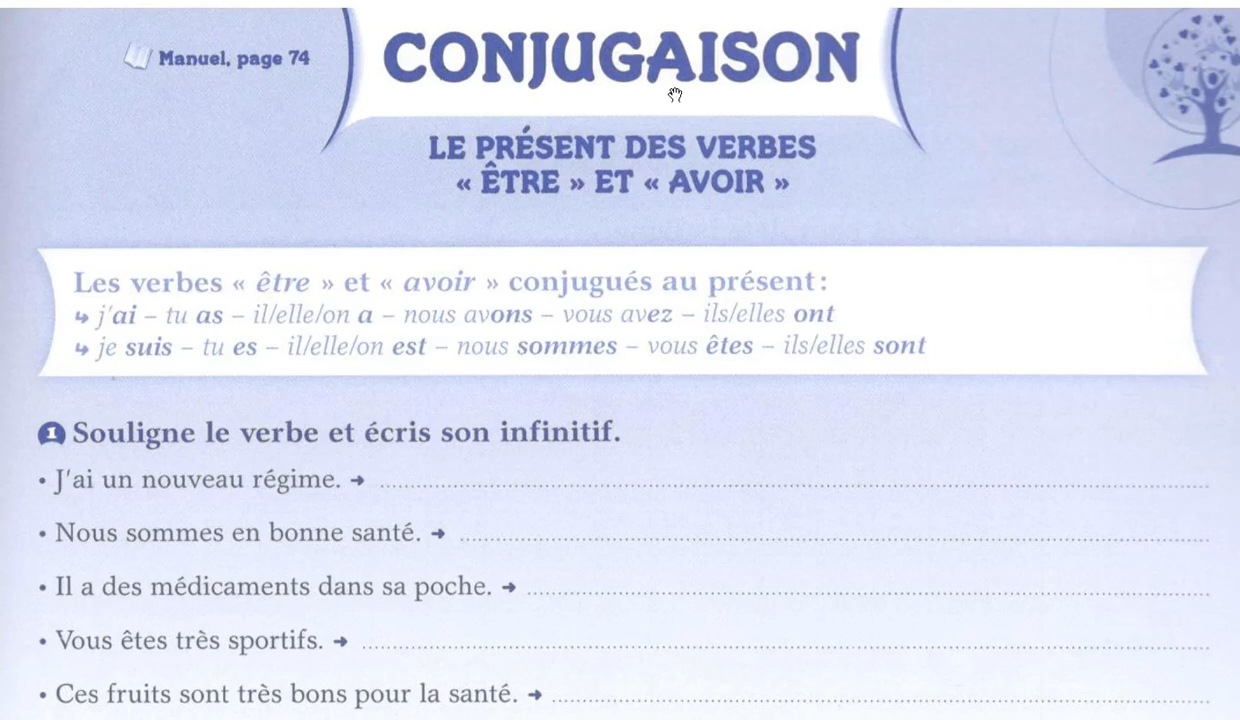 Manuel, page 74
CONJUGAISON
LE PRÉSENT DES VERBES
« ÊTRE » ET « AVOIR »
Les verbes « être » et « avoir » conjugués au présent :
↳ j'ai – tu as – il/elle/on a – nous avons – vous avez – ils/elles ont
↳ je suis – tu es – il/elle/on est – nous sommes – vous êtes – ils/elles sont
1 Souligne le verbe et écris son infinitif.
• J'ai un nouveau régime. → ..........
• Nous sommes en bonne santé. → ..........
• Il a des médicaments dans sa poche. → ..........
• Vous êtes très sportifs. → ..........
• Ces fruits sont très bons pour la santé. → ..........